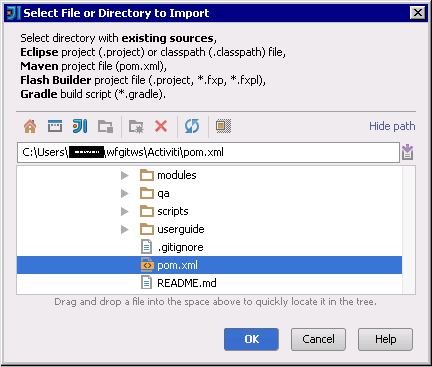 Select File or Directory to Import
Select directory with existing sources,
Eclipse project (.project) or classpath (.classpath) file,
Maven project file (pom.xml),
Flash Builder project file (.project, *.fxp, *.fxpl),
Gradle build script (*.gradle).
Hide path
C:\Users\ \wfgitws\Activiti\pom.xml
modules
qa
scripts
userguide
.gitignore
pom.xml
README.md
Drag and drop a file into the space above to quickly locate it in the tree.
OK Cancel Help